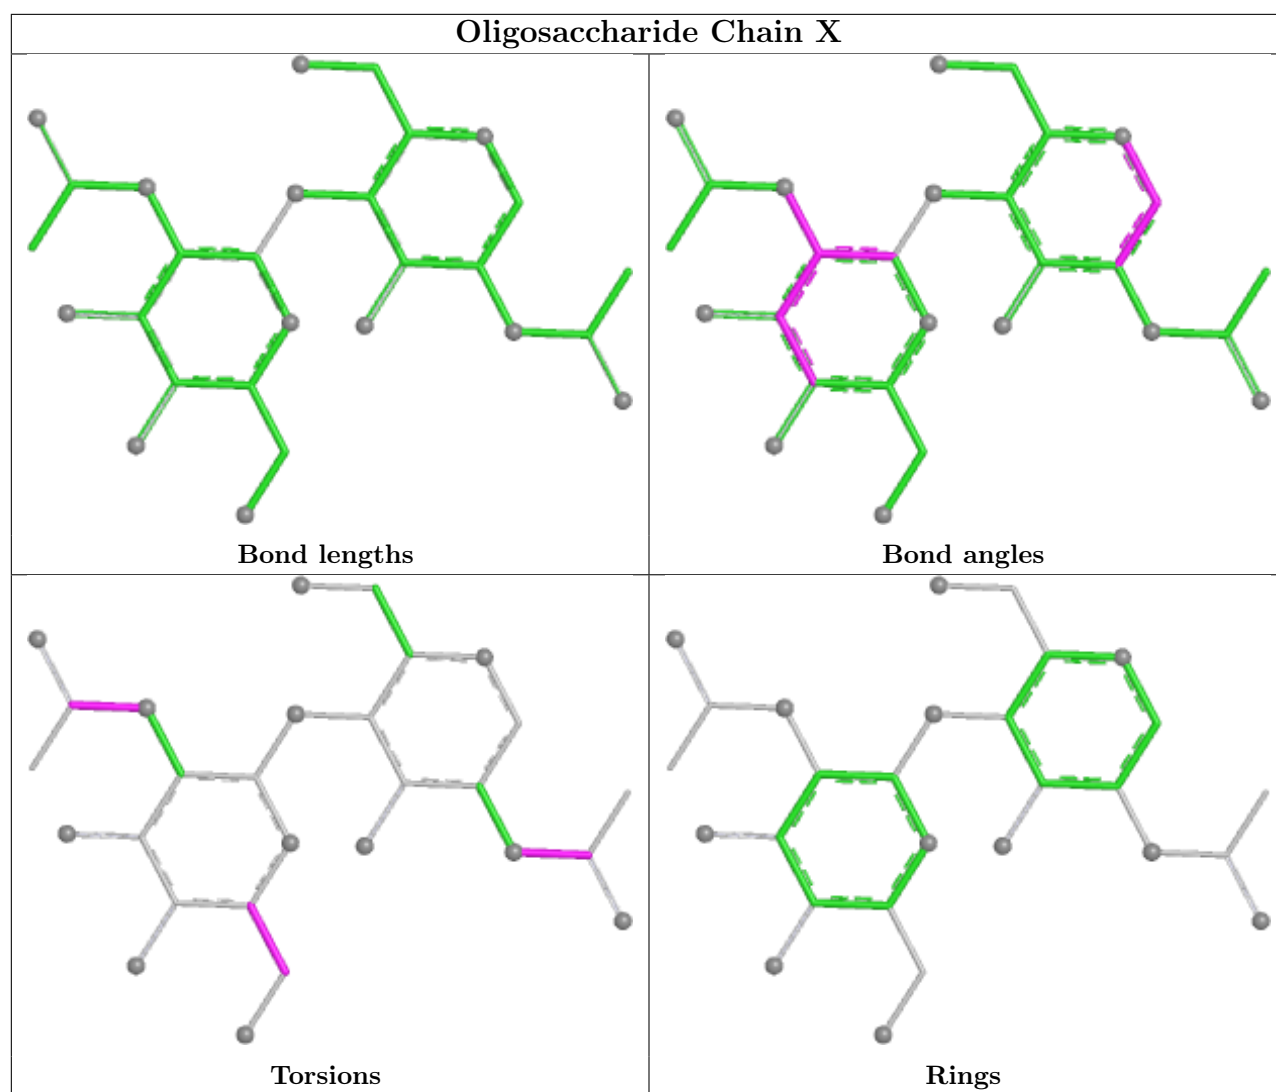 Oligosaccharide Chain X
Bond lengths
Bond angles
Torsions
Rings